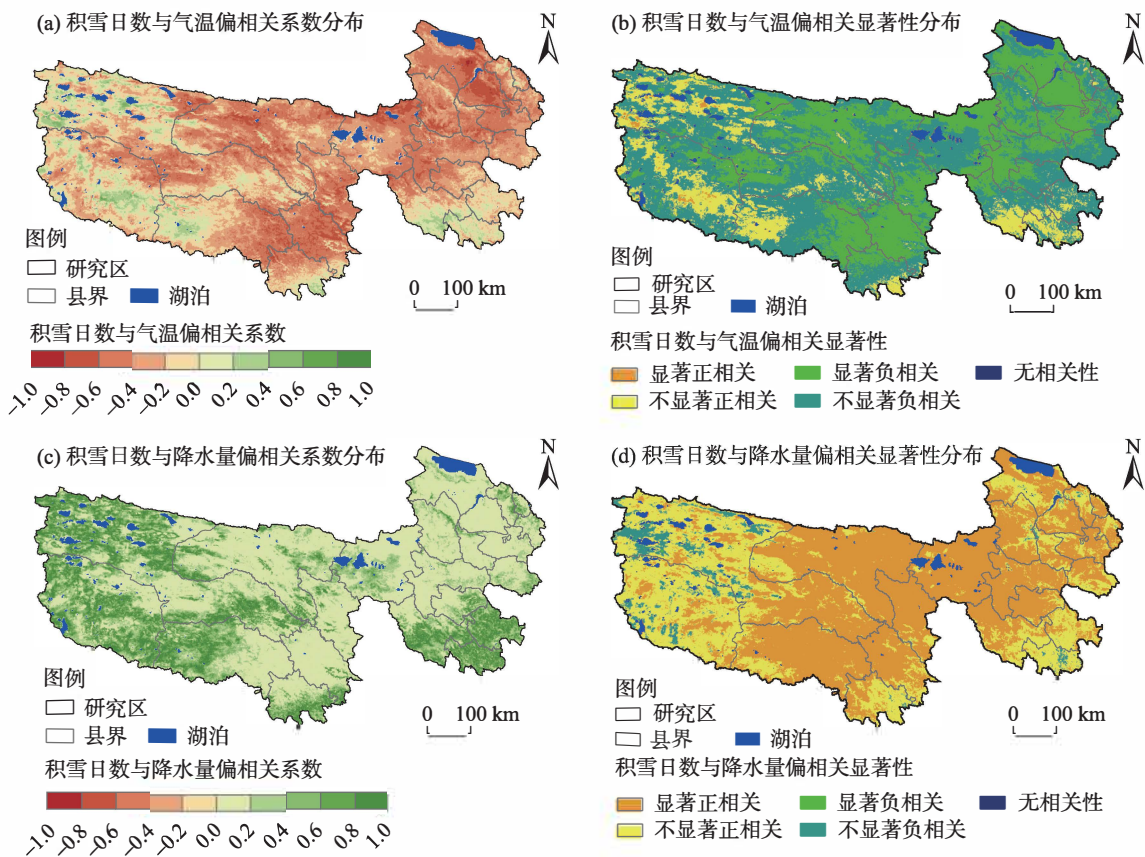 (a) 积雪日数与气温偏相关系数分布
N
图例
研究区
县界
湖泊
0 100 km
积雪日数与气温偏相关系数
-1.0 -0.8 -0.6 -0.4 -0.2 0.0 0.2 0.4 0.6 0.8 1.0
(b) 积雪日数与气温偏相关显著性分布
N
图例
研究区
县界
湖泊
0 100 km
积雪日数与气温偏相关显著性
显著正相关 显著负相关 无相关性
不显著正相关 不显著负相关
(c) 积雪日数与降水量偏相关系数分布
N
图例
研究区
县界 湖泊
0 100 km
积雪日数与降水量偏相关系数
-1.0 -0.8 -0.6 -0.4 -0.2 0.0 0.2 0.4 0.6 0.8 1.0
(d) 积雪日数与降水量偏相关显著性分布
N
图例
研究区
县界 湖泊
0 100 km
积雪日数与降水量偏相关显著性
显著正相关 显著负相关 无相关性
不显著正相关 不显著负相关